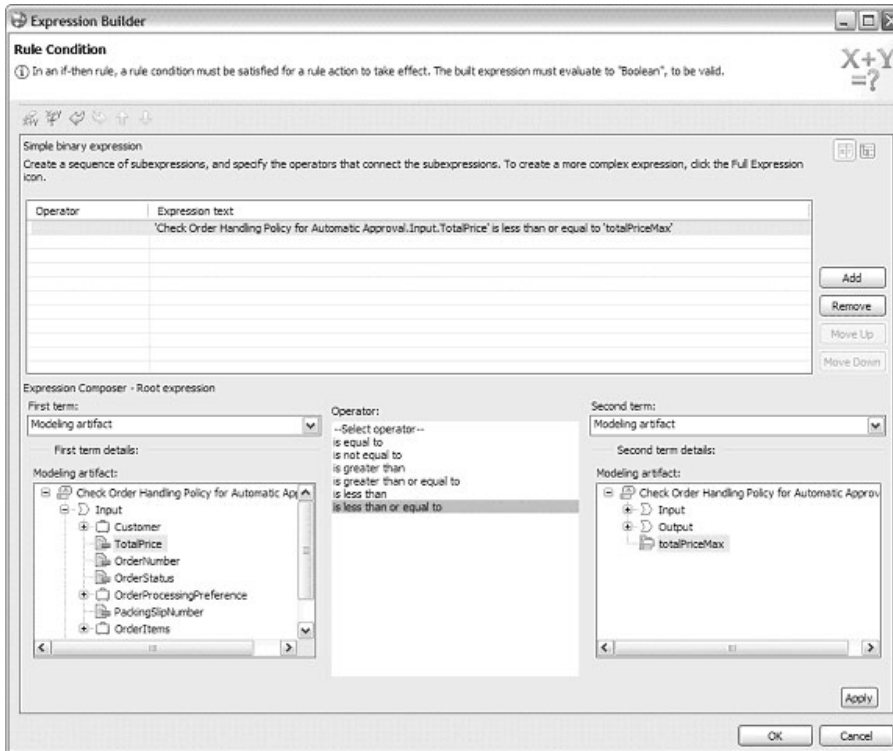 Expression Builder
Rule Condition
In an if-then rule, a rule condition must be satisfied for a rule action to take effect. The built expression must evaluate to "Boolean", to be valid.
X+Y
=?
Simple binary expression
Create a sequence of subexpressions, and specify the operators that connect the subexpressions. To create a more complex expression, click the Full Expression
icon.
Operator Expression text
'Check Order Handling Policy for Automatic Approval.Input.TotalPrice' is less than or equal to 'totalPriceMax'
Add
Remove
Move Up
Move Down
Expression Composer - Root expression
First term:
Modeling artifact
First term details:
Modeling artifact:
Check Order Handling Policy for Automatic Ap
Input
Customer
TotalPrice
OrderNumber
OrderStatus
OrderProcessingPreference
PackingSlipNumber
OrderItems
Operator:
--Select operator--
is equal to
is not equal to
is greater than
is greater than or equal to
is less than
is less than or equal to
Second term:
Modeling artifact
Second term details:
Modeling artifact:
Check Order Handling Policy for Automatic Approv
Input
Output
totalPriceMax
Apply
OK Cancel